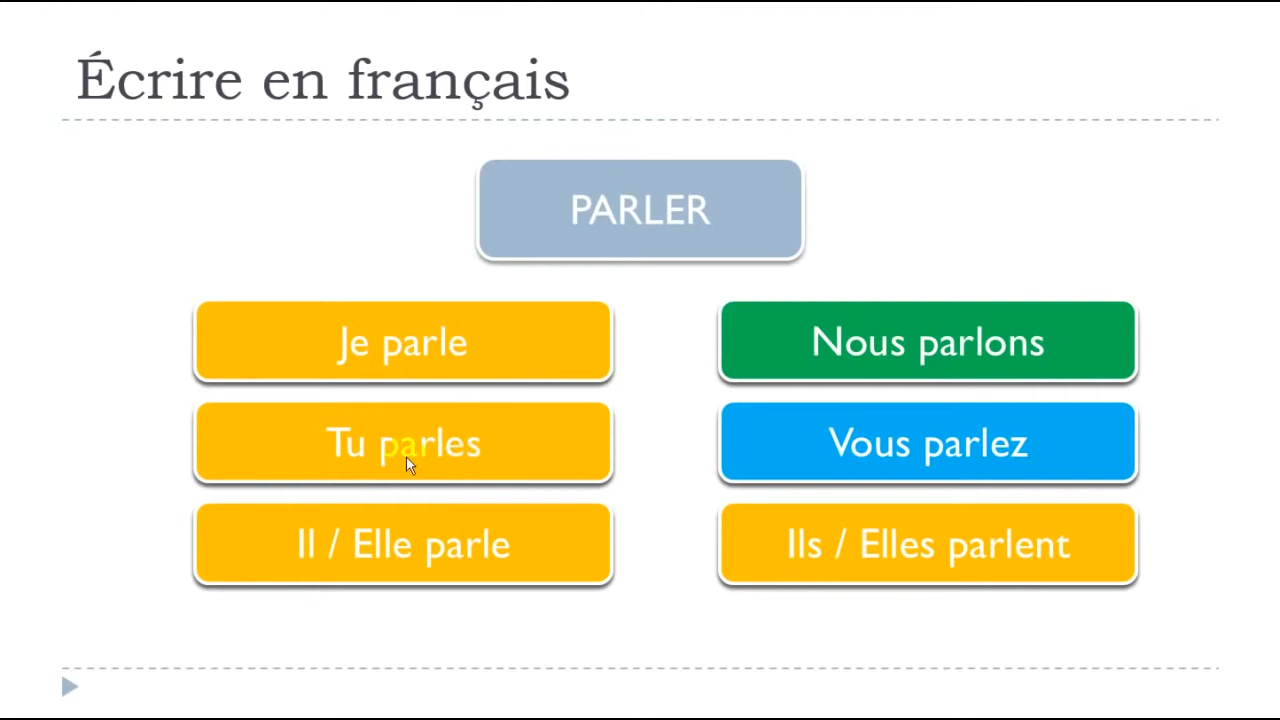 Écrire en français
PARLER
Je parle
Tu parles
Il / Elle parle
Nous parlons
Vous parlez
Ils / Elles parlent